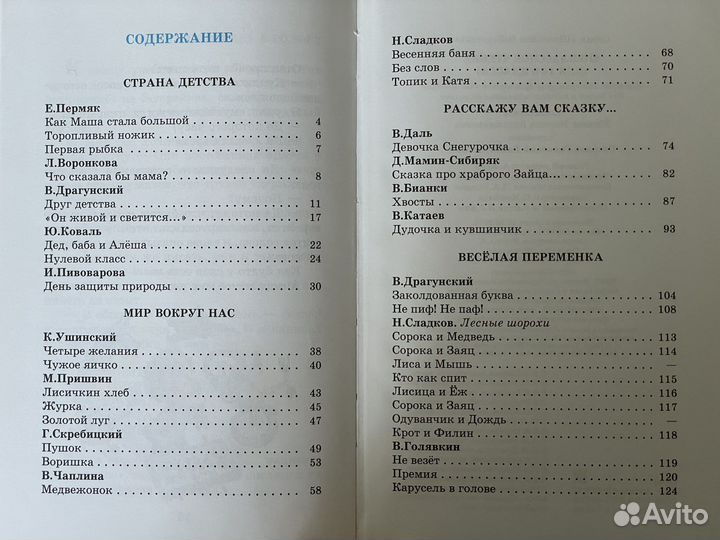 СОДЕРЖАНИЕ
СТРАНА ДЕТСТВА
Е.Пермяк
Как Маша стала большой . . . . . . . . . . . . . . 4
Торопливый ножик . . . . . . . . . . . . . . . . . . 6
Первая рыбка . . . . . . . . . . . . . . . . . . . . . . 7
Л.Воронкова
Что сказала бы мама? . . . . . . . . . . . . . . . . 8
В.Драгунский
Друг детства . . . . . . . . . . . . . . . . . . . . . . 11
«Он живой и светится...» . . . . . . . . . . . . . 17
Ю.Коваль
Дед, баба и Алёша . . . . . . . . . . . . . . . . . . 22
Нулевой класс . . . . . . . . . . . . . . . . . . . . . 24
И.Пивоварова
День защиты природы . . . . . . . . . . . . . . . 30
МИР ВОКРУГ НАС
К.Ушинский
Четыре желания . . . . . . . . . . . . . . . . . . . . 38
Чужое яичко . . . . . . . . . . . . . . . . . . . . . . 40
М.Пришвин
Лисичкин хлеб . . . . . . . . . . . . . . . . . . . . . 43
Журка . . . . . . . . . . . . . . . . . . . . . . . . . . . 45
Золотой луг . . . . . . . . . . . . . . . . . . . . . . . 47
Г.Скребицкий
Пушок . . . . . . . . . . . . . . . . . . . . . . . . . . . 49
Воришка . . . . . . . . . . . . . . . . . . . . . . . . . 53
В.Чаплина
Медвежонок . . . . . . . . . . . . . . . . . . . . . . . 58
Н.Сладков
Весенняя баня . . . . . . . . . . . . . . . . . . . . . 68
Без слов . . . . . . . . . . . . . . . . . . . . . . . . . 70
Топик и Катя . . . . . . . . . . . . . . . . . . . . . . 71
РАССКАЖУ ВАМ СКАЗКУ...
В.Даль
Девочка Снегурочка . . . . . . . . . . . . . . . . . 74
Д.Мамин-Сибиряк
Сказка про храброго Зайца... . . . . . . . . . . . 82
В.Бианки
Хвосты . . . . . . . . . . . . . . . . . . . . . . . . . . 87
В.Катаев
Дудочка и кувшинчик . . . . . . . . . . . . . . . . 93
ВЕСЁЛАЯ ПЕРЕМЕНКА
В.Драгунский
Заколдованная буква . . . . . . . . . . . . . . . . 104
Не пиф! Не паф! . . . . . . . . . . . . . . . . . . . 108
Н.Сладков. Лесные шорохи
Сорока и Медведь . . . . . . . . . . . . . . . . . . 113
Сорока и Заяц . . . . . . . . . . . . . . . . . . . . . 114
Лиса и Мышь . . . . . . . . . . . . . . . . . . . . . —
Кто как спит . . . . . . . . . . . . . . . . . . . . . . 115
Лисица и Ёж . . . . . . . . . . . . . . . . . . . . . . 116
Сорока и Заяц . . . . . . . . . . . . . . . . . . . . . 117
Одуванчик и Дождь . . . . . . . . . . . . . . . . . —
Крот и Филин . . . . . . . . . . . . . . . . . . . . . 118
В.Голявкин
Не везёт . . . . . . . . . . . . . . . . . . . . . . . . . 119
Премия . . . . . . . . . . . . . . . . . . . . . . . . . . 120
Карусель в голове . . . . . . . . . . . . . . . . . . 124
Avito